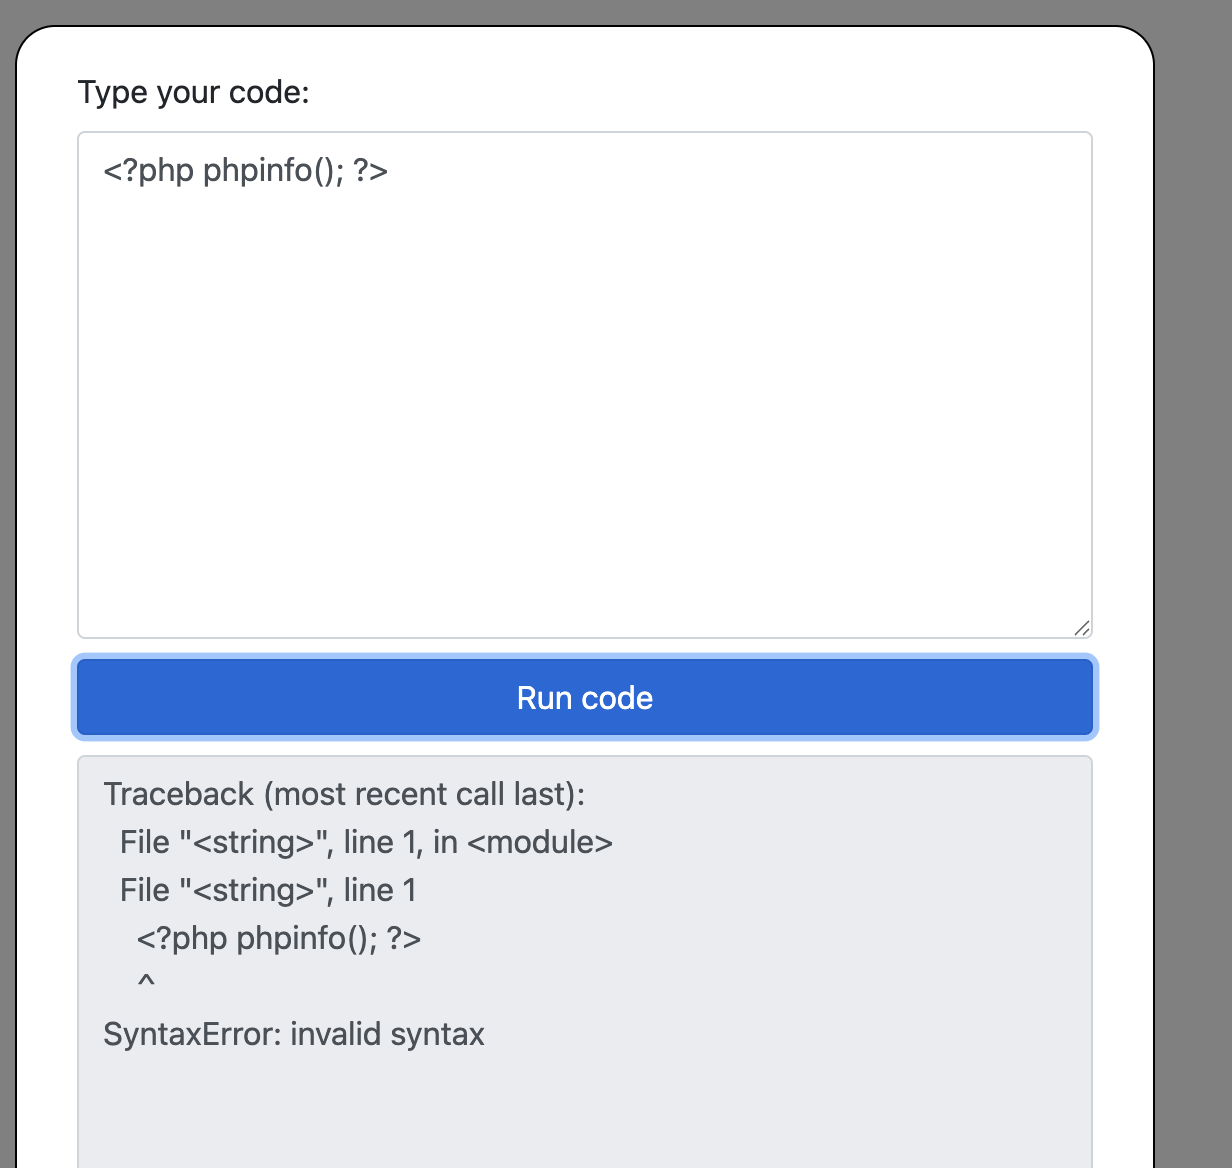 Type your code:
<?php phpinfo(); ?>
Run code
Traceback (most recent call last):
  File "<string>", line 1, in <module>
  File "<string>", line 1
    <?php phpinfo(); ?>
    ^
SyntaxError: invalid syntax